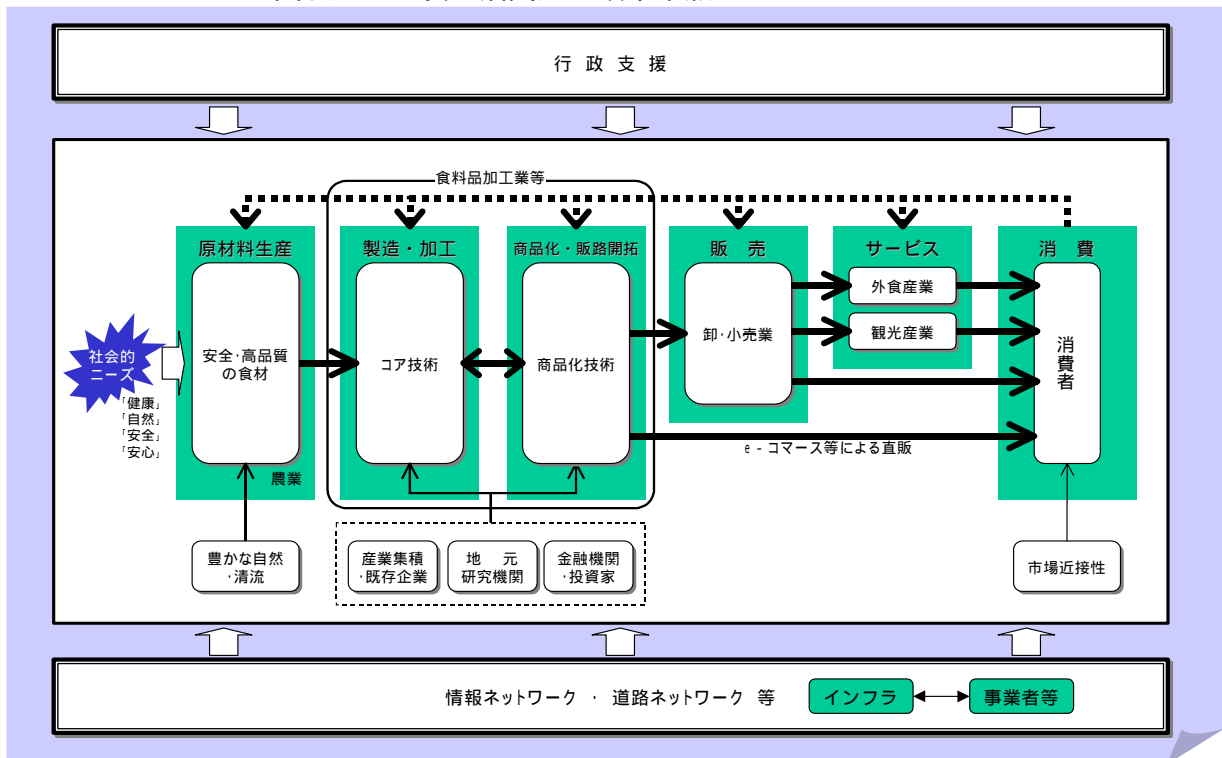 行 政 支 援
食料品加工業等
原材料生産
製造・加工
商品化・販路開拓
販 売
サービス
消 費
社会的
ニーズ
「健康」
「自然」
「安全」
「安心」
安全・高品質
の食材
農業
コア技術
商品化技術
卸・小売業
外食産業
観光産業
消費者
e - コマース等による直販
豊かな自然
・清流
産業集積
・既存企業
地 元
研究機関
金融機関
・投資家
市場近接性
情報ネットワーク ・ 道路ネットワーク 等
インフラ
事業者等